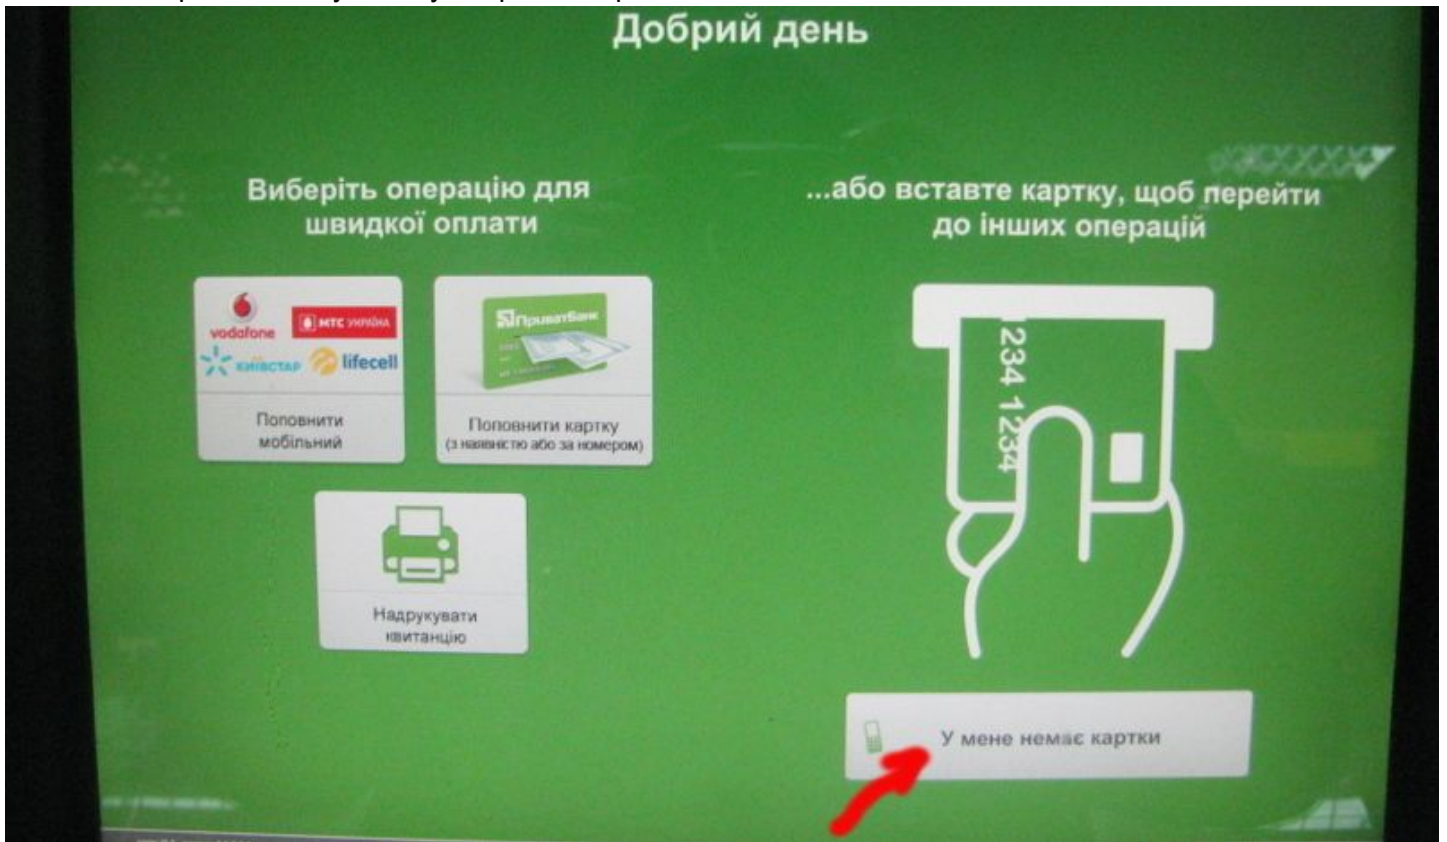 Добрий день
Виберіть операцію для
швидкої оплати
...або вставте картку, щоб перейти
до інших операцій
vodafone
МТС УКРАЇНА
КИЇВСТАР
lifecell
ПриватБанк
Поповнити
мобільний
Поповнити картку
(з наявністю або за номером)
234 1234
Надрукувати
квитанцію
У мене немає картки